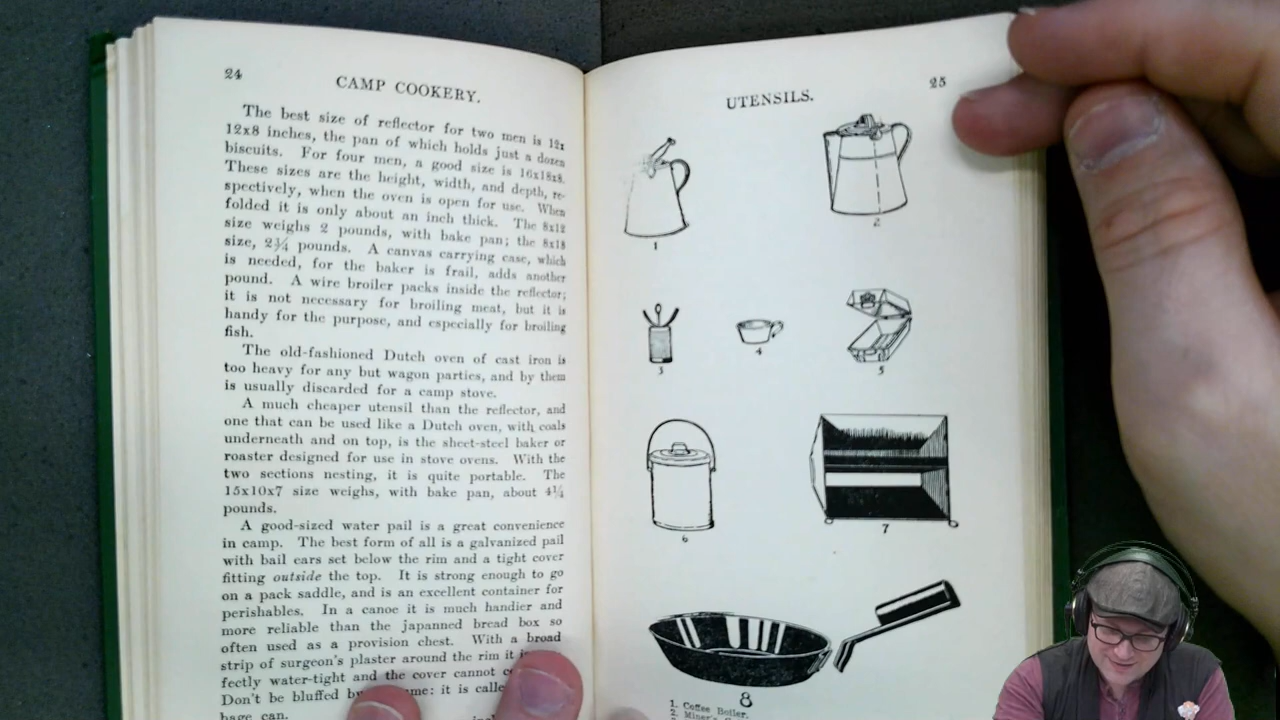 24
CAMP COOKERY.
The best size of reflector for two men is 12x
12x8 inches, the pan of which holds just a dozen
biscuits. For four men, a good size is 16x18x8.
These sizes are the height, width, and depth, re-
spectively, when the oven is open for use. When
folded it is only about an inch thick. The 8x12
size weighs 2 pounds, with bake pan; the 8x18
size, 2¾ pounds. A canvas carrying case, which
is needed, for the baker is frail, adds another
pound. A wire broiler packs inside the reflector;
it is not necessary for broiling meat, but it is
handy for the purpose, and especially for broiling
fish.
The old-fashioned Dutch oven of cast iron is
too heavy for any but wagon parties, and by them
is usually discarded for a camp stove.
A much cheaper utensil than the reflector, and
one that can be used like a Dutch oven, with coals
underneath and on top, is the sheet-steel baker or
roaster designed for use in stove ovens. With the
two sections nesting, it is quite portable. The
15x10x7 size weighs, with bake pan, about 4¼
pounds.
A good-sized water pail is a great convenience
in camp. The best form of all is a galvanized pail
with bail ears set below the rim and a tight cover
fitting outside the top. It is strong enough to go
on a pack saddle, and is an excellent container for
perishables. In a canoe it is much handier and
more reliable than the japanned bread box so
often used as a provision chest. With a broad
strip of surgeon's plaster around the rim it
fectly water-tight and the cover cannot
Don't be bluffed by me: it is calle
bage can.
UTENSILS.
25
1
2
3
4
5
6
7
8
1. Coffee Boiler.
2. Miner's